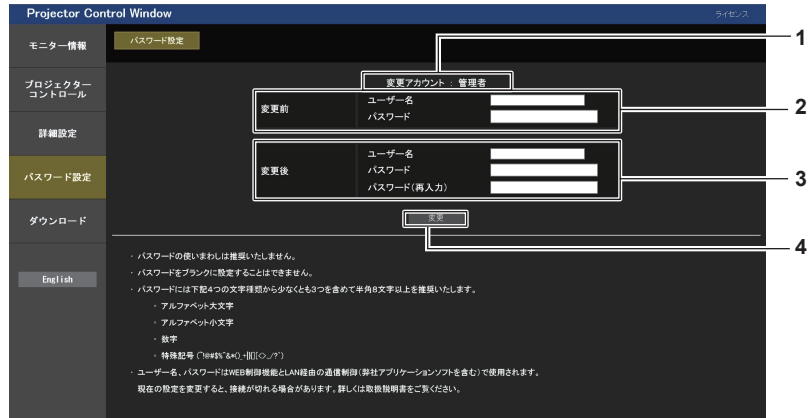 Projector Control Window
ライセンス
モニター情報
パスワード設定
1
変更アカウント : 管理者
プロジェクター
コントロール
変更前
ユーザー名
パスワード
2
詳細設定
変更後
ユーザー名
パスワード
パスワード(再入力)
3
パスワード設定
ダウンロード
変更
4
English
・ パスワードの使いまわしは推奨いたしません。
・ パスワードをブランクに設定することはできません。
・ パスワードには下記4つの文字種類から少なくとも3つを含めて半角8文字以上を推奨いたします。
・ アルファベット大文字
・ アルファベット小文字
・ 数字
・ 特殊記号
・ ユーザー名、パスワードはWEB制御機能とLAN経由の通信制御(弊社アプリケーションソフトを含む)で使用されます。
現在の設定を変更すると、接続が切れる場合があります。詳しくは取扱説明書をご覧ください。